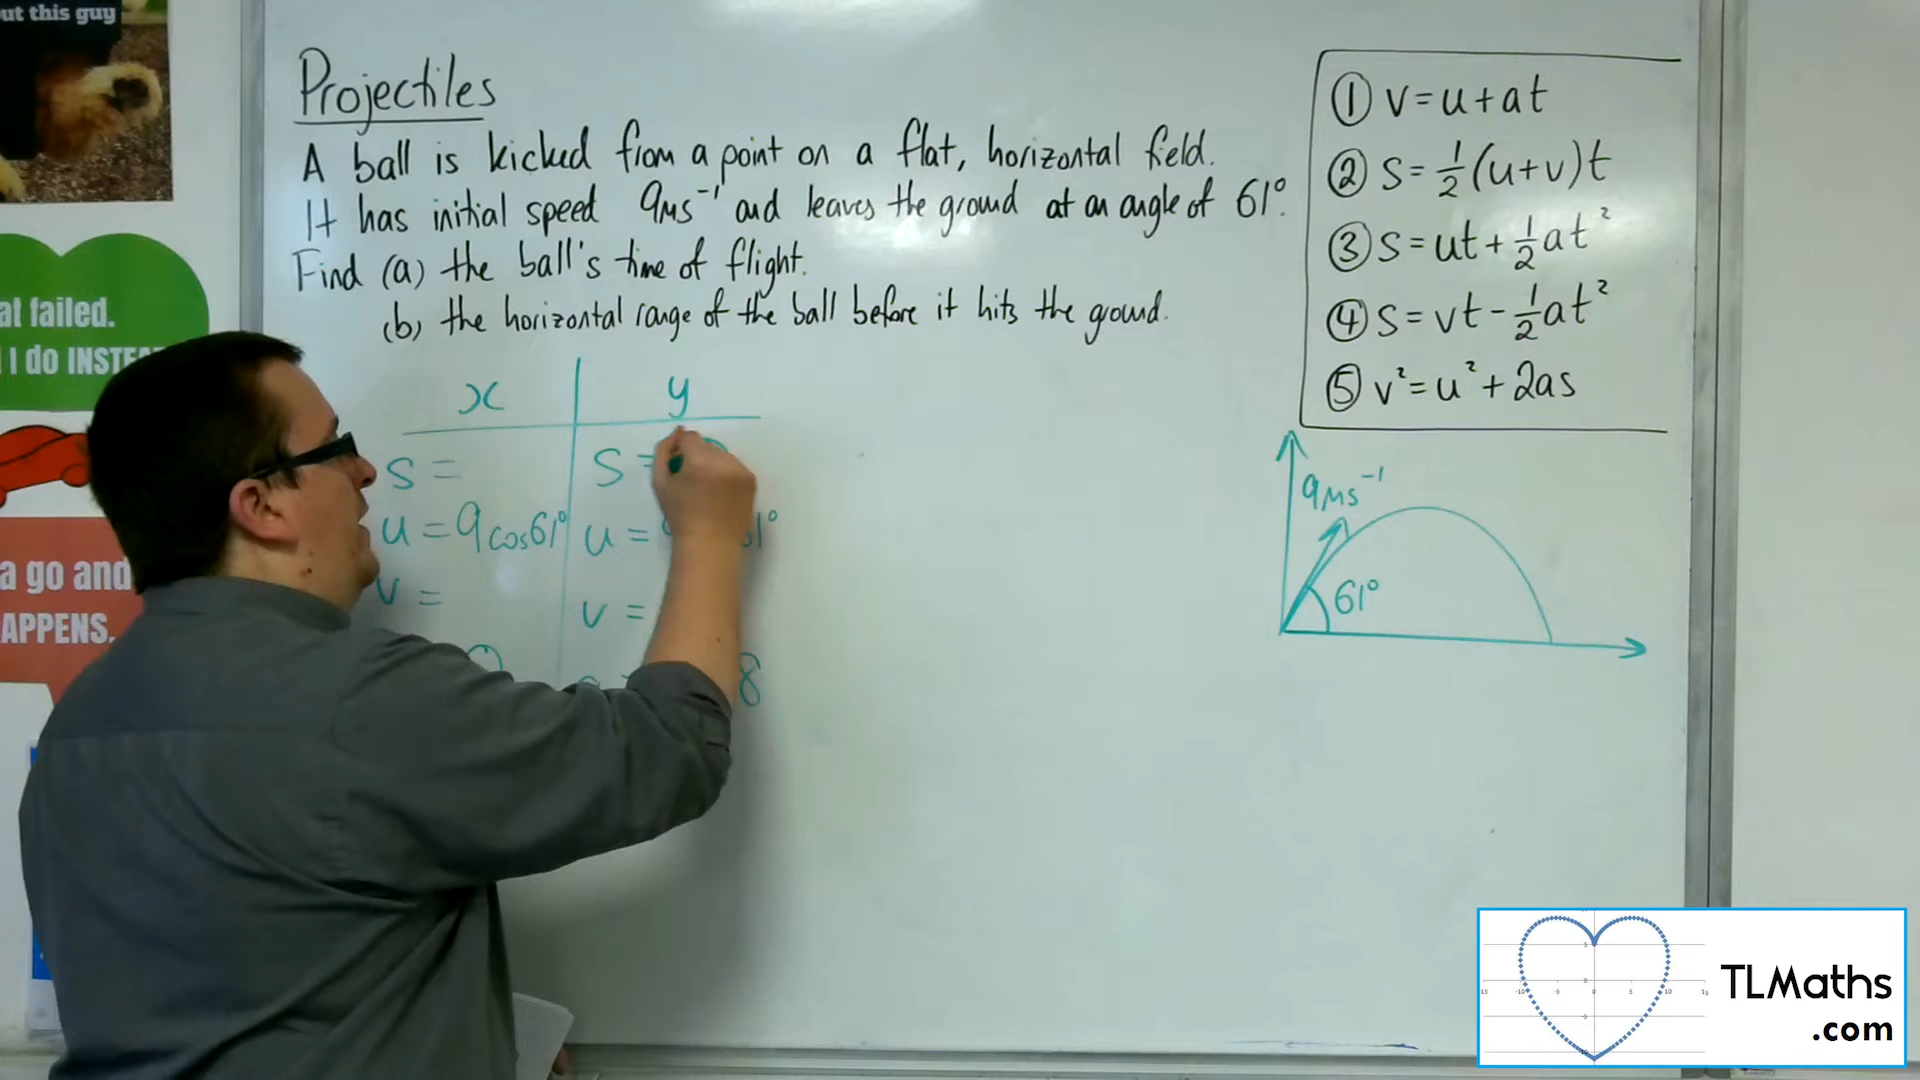 ut this guy
at failed.
I do INSTE
a go and
APPENS.
Projectiles
A ball is kicked from a point on a flat, horizontal field.
It has initial speed 9ms⁻¹ and leaves the ground at an angle of 61°.
Find (a) the ball's time of flight.
(b) the horizontal range of the ball before it hits the ground.
x y
s = s =
u = 9cos61° u =
v = v =
8
① v = u + at
② s = ½(u+v)t
③ s = ut + ½at²
④ s = vt - ½at²
⑤ v² = u² + 2as
9ms⁻¹
61°
TLMaths
.com